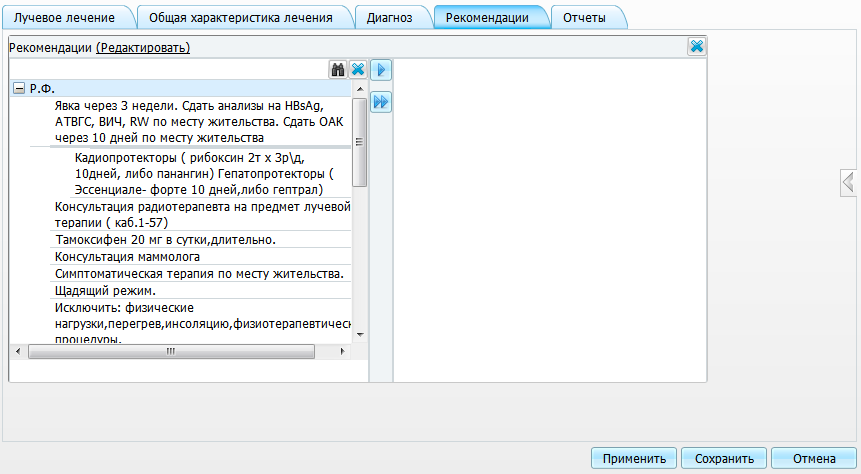 Лучевое лечение Общая характеристика лечения Диагноз Рекомендации Отчеты
Рекомендации (Редактировать)
Р.Ф.
Явка через 3 недели. Сдать анализы на HBsAg,
АТВГС, ВИЧ, RW по месту жительства. Сдать ОАК
через 10 дней по месту жительства
Кадиопротекторы ( рибоксин 2т х 3р\д,
10дней, либо панангин) Гепатопротекторы (
Эссенциале- форте 10 дней,либо гептрал)
Консультация радиотерапевта на предмет лучевой
терапии ( каб.1-57)
Тамоксифен 20 мг в сутки,длительно.
Консультация маммолога
Симптоматическая терапия по месту жительства.
Щадящий режим.
Исключить: физические
нагрузки,перегрев,инсоляцию,физиотерапевтическ
процедуры.
Применить Сохранить Отмена